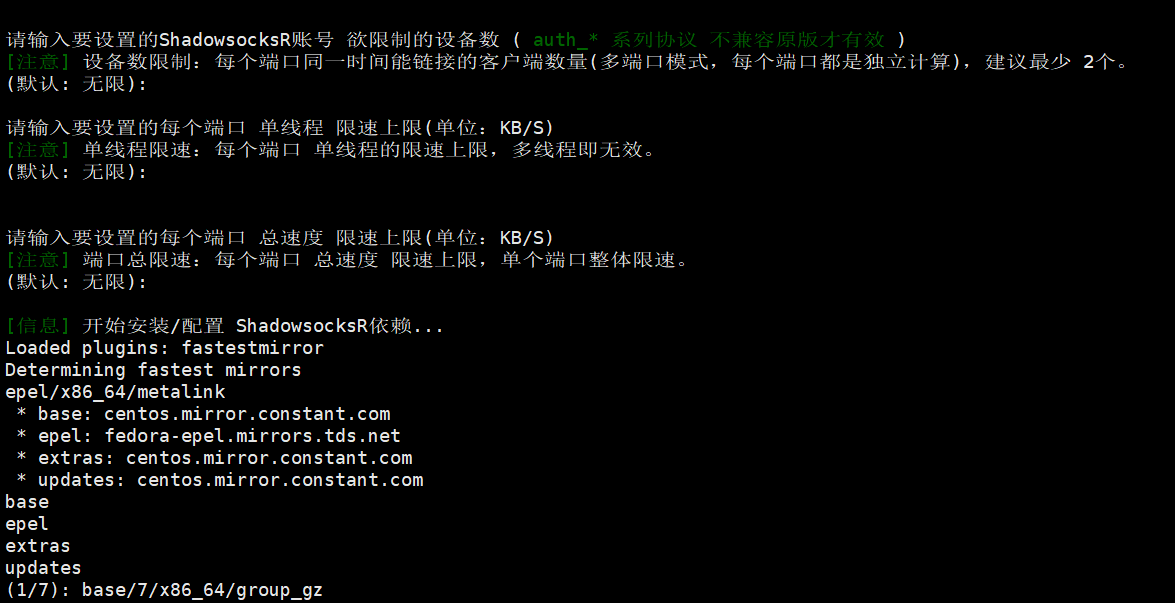 请输入要设置的ShadowsocksR账号 欲限制的设备数 ( auth_* 系列协议 不兼容原版才有效 )
[注意] 设备数限制：每个端口同一时间能链接的客户端数量(多端口模式，每个端口都是独立计算)，建议最少 2个。
(默认: 无限):
请输入要设置的每个端口 单线程 限速上限(单位：KB/S)
[注意] 单线程限速：每个端口 单线程的限速上限，多线程即无效。
(默认: 无限):
请输入要设置的每个端口 总速度 限速上限(单位：KB/S)
[注意] 端口总限速：每个端口 总速度 限速上限，单个端口整体限速。
(默认: 无限):
[信息] 开始安装/配置 ShadowsocksR依赖...
Loaded plugins: fastestmirror
Determining fastest mirrors
epel/x86_64/metalink
* base: centos.mirror.constant.com
* epel: fedora-epel.mirrors.tds.net
* extras: centos.mirror.constant.com
* updates: centos.mirror.constant.com
base
epel
extras
updates
(1/7): base/7/x86_64/group_gz